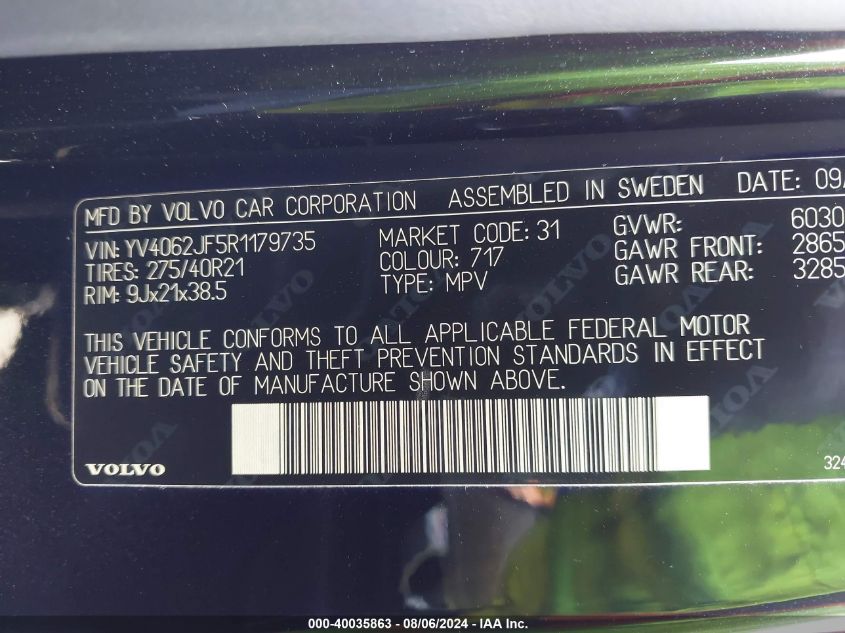 MFD BY VOLVO CAR CORPORATION ASSEMBLED IN SWEDEN DATE: 09/
VIN: YV4062JF5R1179735 MARKET CODE: 31 GVWR: 6030
TIRES: 275/40R21 COLOUR: 717 GAWR FRONT: 2865
RIM: 9Jx21x38.5 TYPE: MPV GAWR REAR: 3285
THIS VEHICLE CONFORMS TO ALL APPLICABLE FEDERAL MOTOR
VEHICLE SAFETY AND THEFT PREVENTION STANDARDS IN EFFECT
ON THE DATE OF MANUFACTURE SHOWN ABOVE.
VOLVO
324
000-40035863 - 08/06/2024 - IAA Inc.